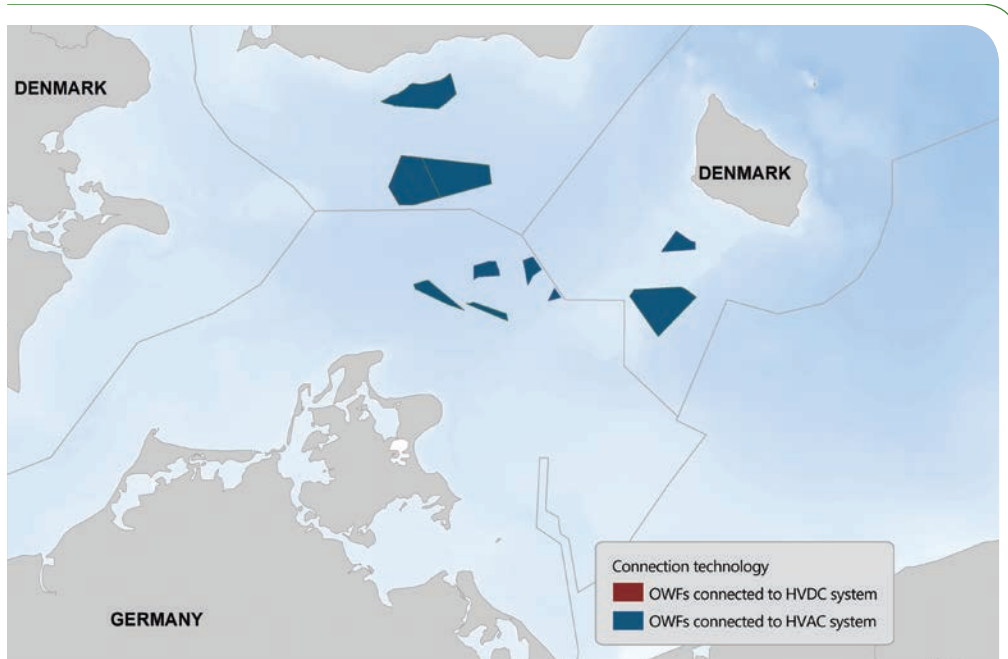 DENMARK
DENMARK
Connection technology
OWFs connected to HVDC system
OWFs connected to HVAC system
GERMANY